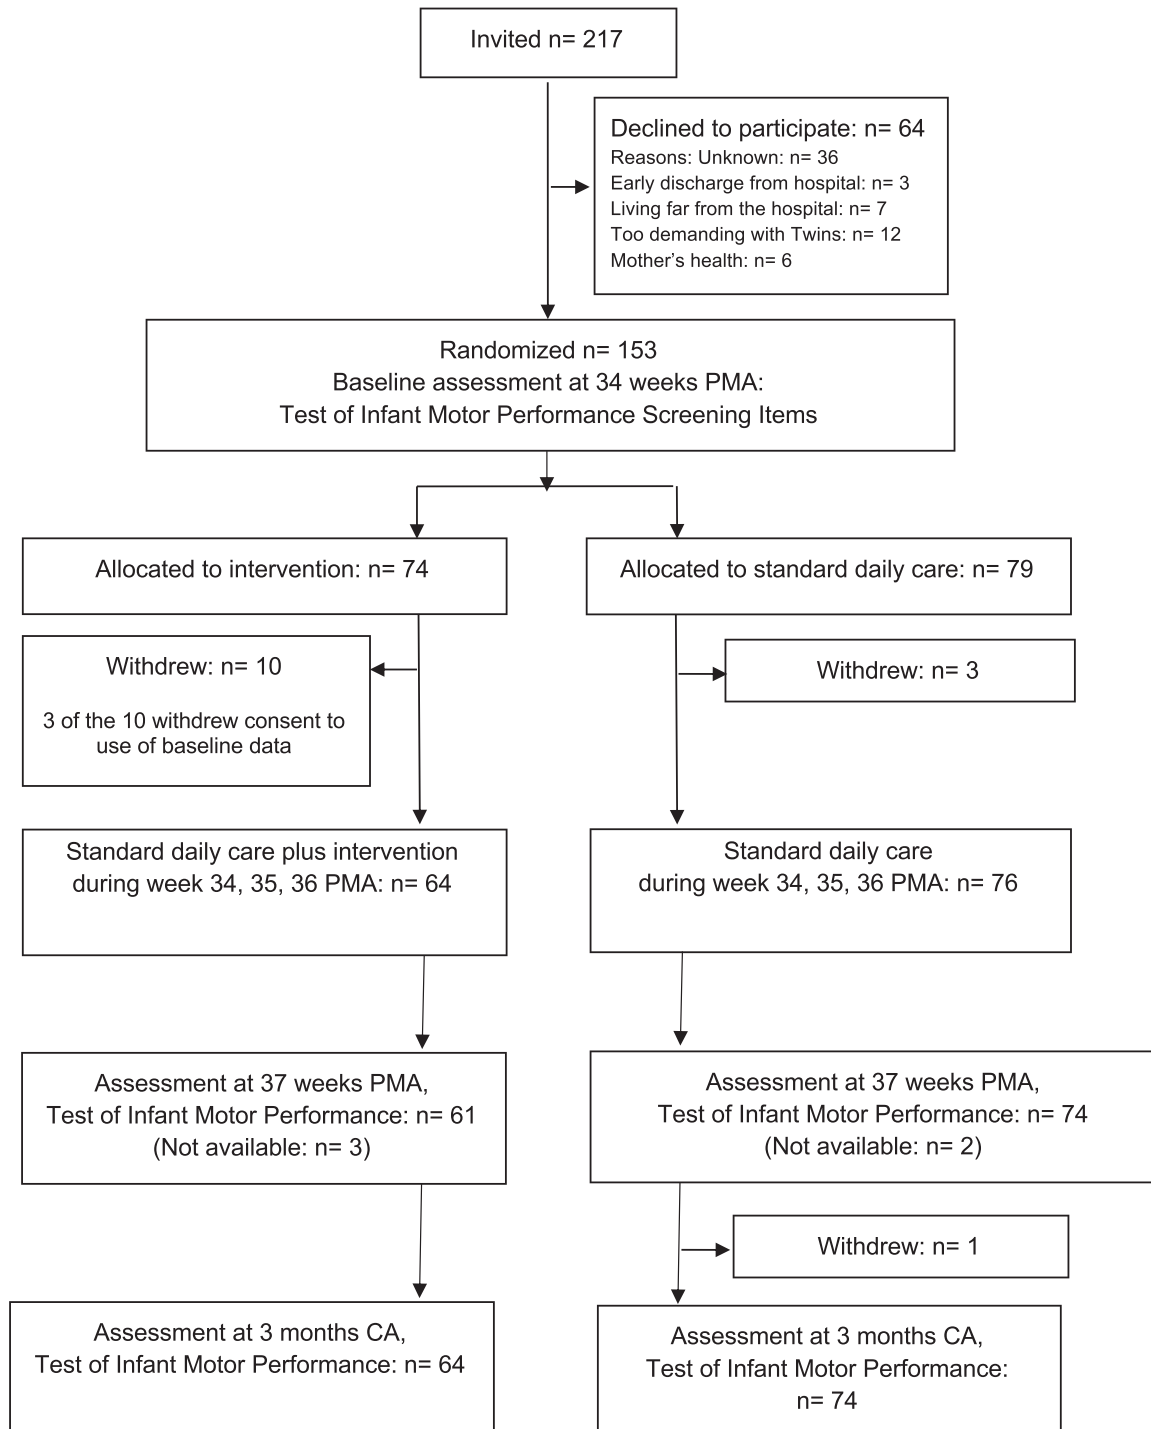 Invited n= 217
Declined to participate: n= 64
Reasons: Unknown: n= 36
Early discharge from hospital: n= 3
Living far from the hospital: n= 7
Too demanding with Twins: n= 12
Mother’s health: n= 6
Randomized n= 153
Baseline assessment at 34 weeks PMA:
Test of Infant Motor Performance Screening Items
Allocated to intervention: n= 74
Allocated to standard daily care: n= 79
Withdrew: n= 10
3 of the 10 withdrew consent to
use of baseline data
Withdrew: n= 3
Standard daily care plus intervention
during week 34, 35, 36 PMA: n= 64
Standard daily care
during week 34, 35, 36 PMA: n= 76
Assessment at 37 weeks PMA,
Test of Infant Motor Performance: n= 61
(Not available: n= 3)
Assessment at 37 weeks PMA,
Test of Infant Motor Performance: n= 74
(Not available: n= 2)
Withdrew: n= 1
Assessment at 3 months CA,
Test of Infant Motor Performance: n= 64
Assessment at 3 months CA,
Test of Infant Motor Performance:
n= 74